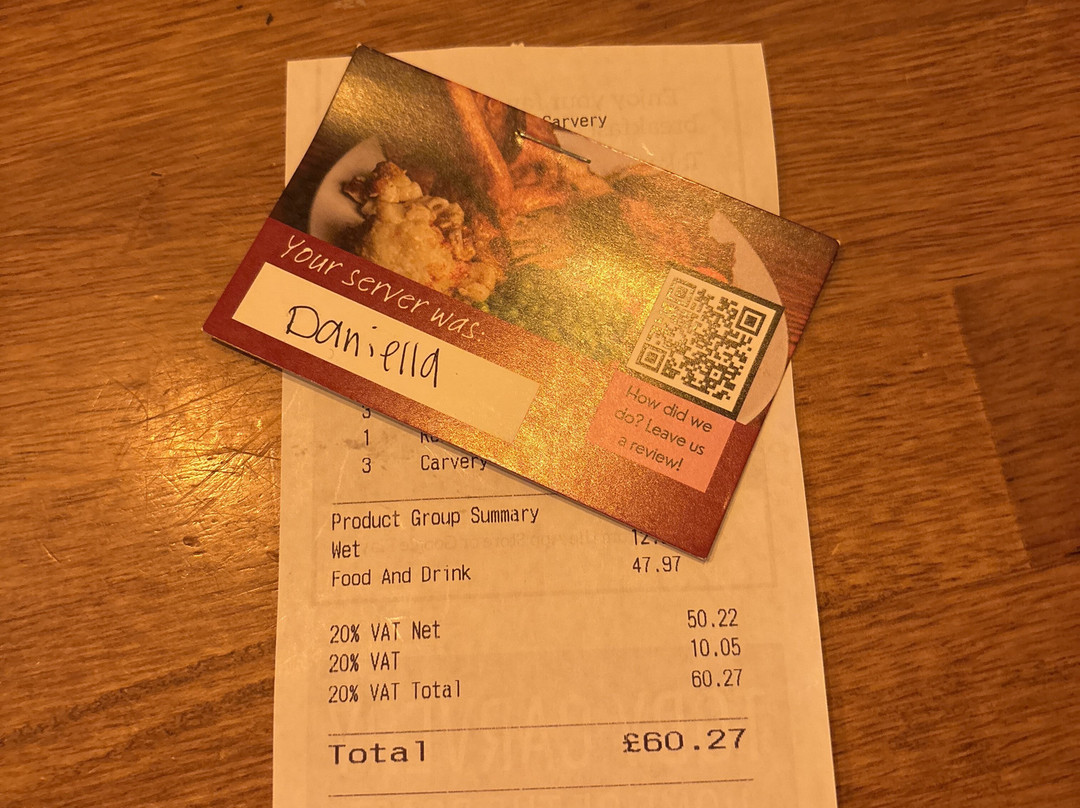 Carvery
Your server was:
Daniella
How did we
do? Leave us
a review!
3
1
3 Carvery
Product Group Summary
Wet 12.
Food And Drink 47.97
20% VAT Net 50.22
20% VAT 10.05
20% VAT Total 60.27
Total £60.27